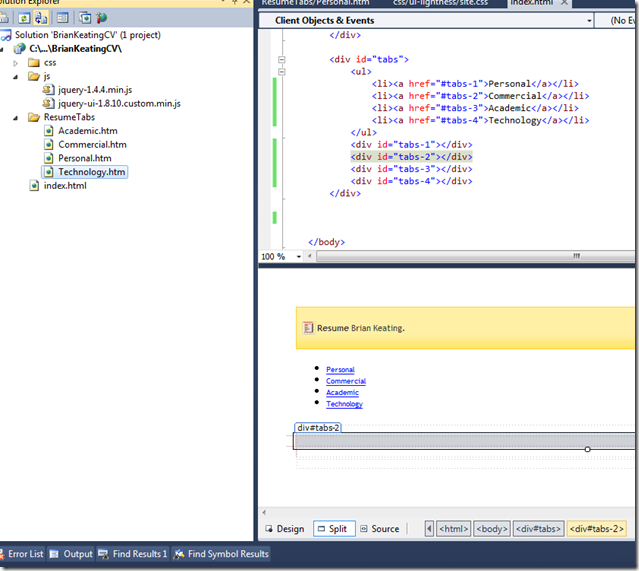 Solution Explorer
Solution 'BrianKeatingCV' (1 project)
C:\...\BrianKeatingCV\
css
js
jquery-1.4.4.min.js
jquery-ui-1.8.10.custom.min.js
ResumeTabs
Academic.htm
Commercial.htm
Personal.htm
Technology.htm
index.html
ResumeTabs/Personal.htm css/ui-lightness/site.css index.html
Client Objects & Events (No Ev
</div>
<div id="tabs">
<ul>
<li><a href="#tabs-1">Personal</a></li>
<li><a href="#tabs-2">Commercial</a></li>
<li><a href="#tabs-3">Academic</a></li>
<li><a href="#tabs-4">Technology</a></li>
</ul>
<div id="tabs-1"></div>
<div id="tabs-2"></div>
<div id="tabs-3"></div>
<div id="tabs-4"></div>
</div>
</body>
100 %
Resume Brian Keating.
Personal
Commercial
Academic
Technology
div#tabs-2
Design Split Source <html> <body> <div#tabs> <div#tabs-2>
Error List Output Find Results 1 Find Symbol Results